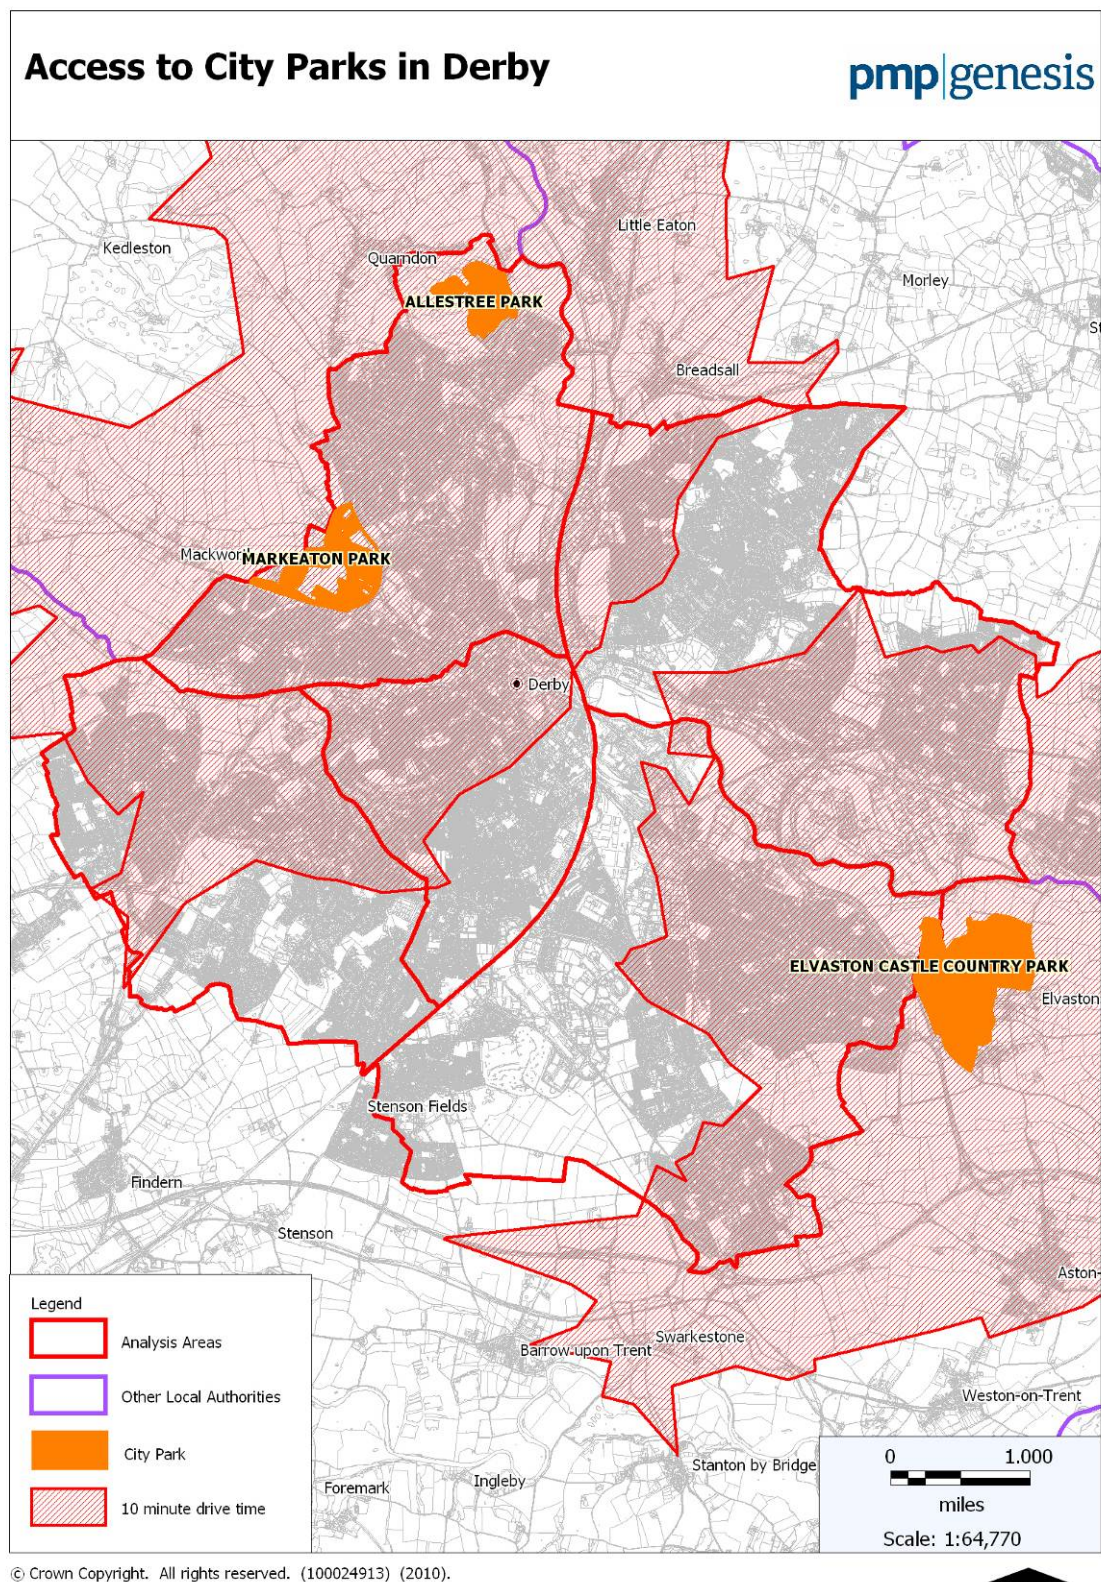 Access to City Parks in Derby
pmp|genesis
Kedleston
Little Eaton
Quarndon
Morley
ALLESTREE PARK
St
Breadsall
Mackwor
MARKEATON PARK
Derby
ELVASTON CASTLE COUNTRY PARK
Elvaston
Stenson Fields
Findern
Stenson
Aston-
Swarkestone
Barrow upon Trent
Weston-on-Trent
Stanton by Bridge
Ingleby
Foremark
Legend
Analysis Areas
Other Local Authorities
City Park
10 minute drive time
0 1.000
miles
Scale: 1:64,770
© Crown Copyright. All rights reserved. (100024913) (2010).